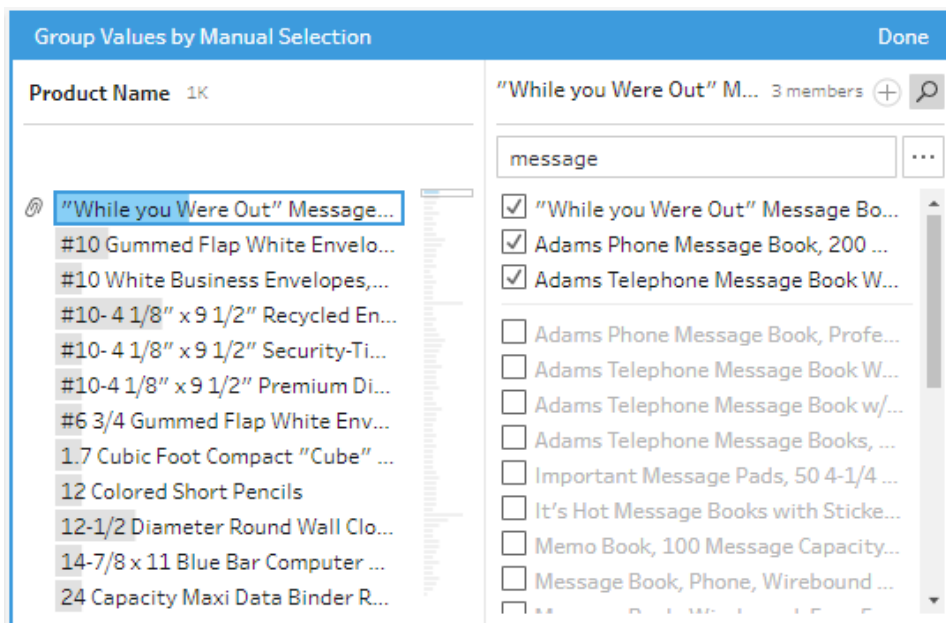 Group Values by Manual Selection Done
Product Name 1K
"While you Were Out" M... 3 members
message
...
"While you Were Out" Message...
#10 Gummed Flap White Envelo...
#10 White Business Envelopes,...
#10- 4 1/8" x 9 1/2" Recycled En...
#10- 4 1/8" x 9 1/2" Security-Ti...
#10-4 1/8" x 9 1/2" Premium Di...
#6 3/4 Gummed Flap White Env...
1.7 Cubic Foot Compact "Cube" ...
12 Colored Short Pencils
12-1/2 Diameter Round Wall Clo...
14-7/8 x 11 Blue Bar Computer ...
24 Capacity Maxi Data Binder R...
"While you Were Out" Message Bo...
Adams Phone Message Book, 200 ...
Adams Telephone Message Book W...
Adams Phone Message Book, Profe...
Adams Telephone Message Book W...
Adams Telephone Message Book w/...
Adams Telephone Message Books, ...
Important Message Pads, 50 4-1/4 ...
It's Hot Message Books with Sticke...
Memo Book, 100 Message Capacity...
Message Book, Phone, Wirebound ...